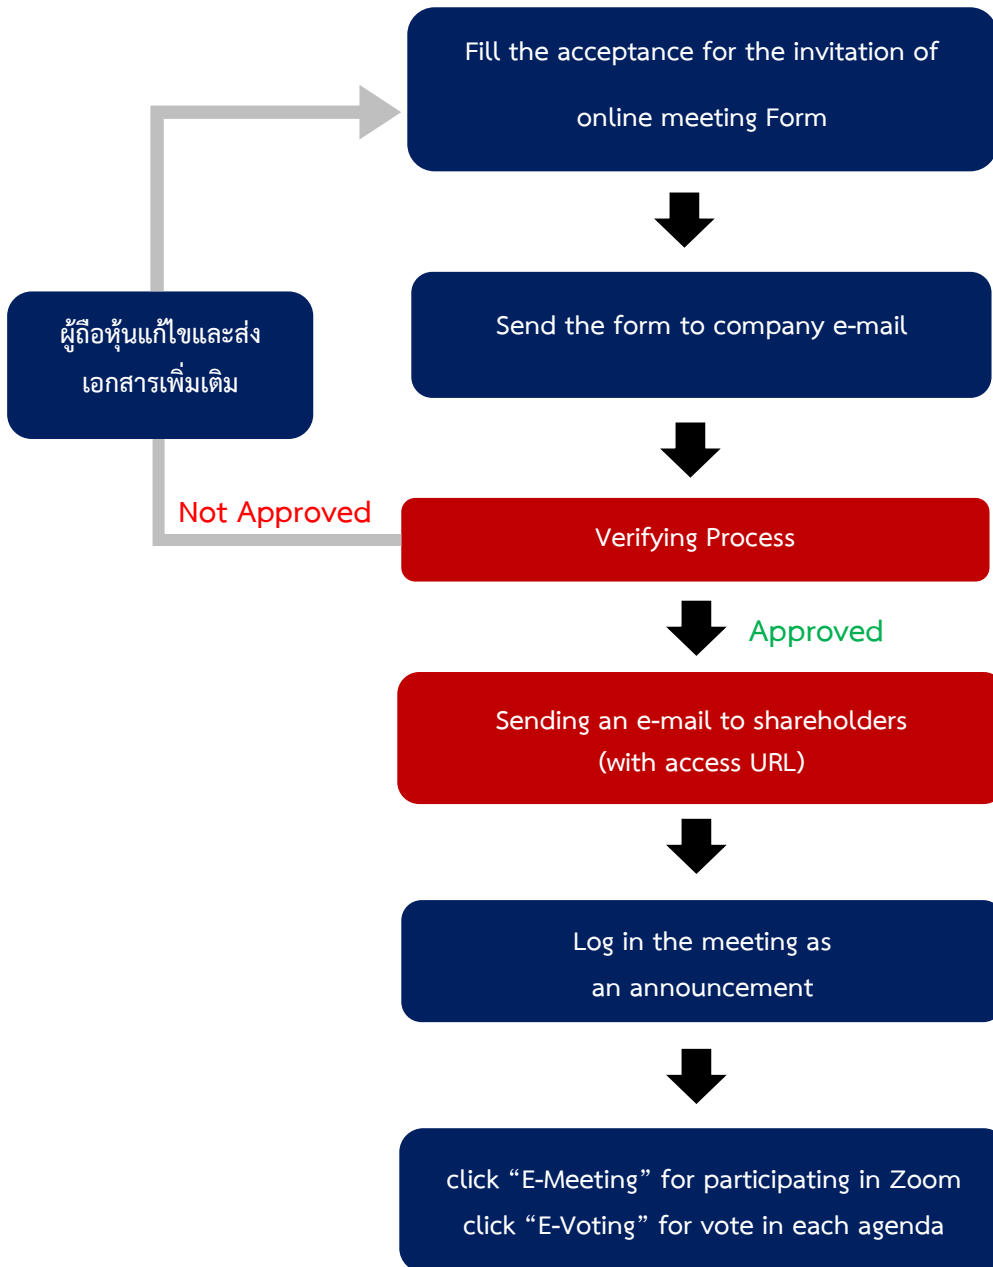 Fill the acceptance for the invitation of
online meeting Form
Send the form to company e-mail
ผู้ถือหุ้นแก้ไขและส่ง
เอกสารเพิ่มเติม
Not Approved
Verifying Process
Approved
Sending an e-mail to shareholders
(with access URL)
Log in the meeting as
an announcement
click “E-Meeting” for participating in Zoom
click “E-Voting” for vote in each agenda